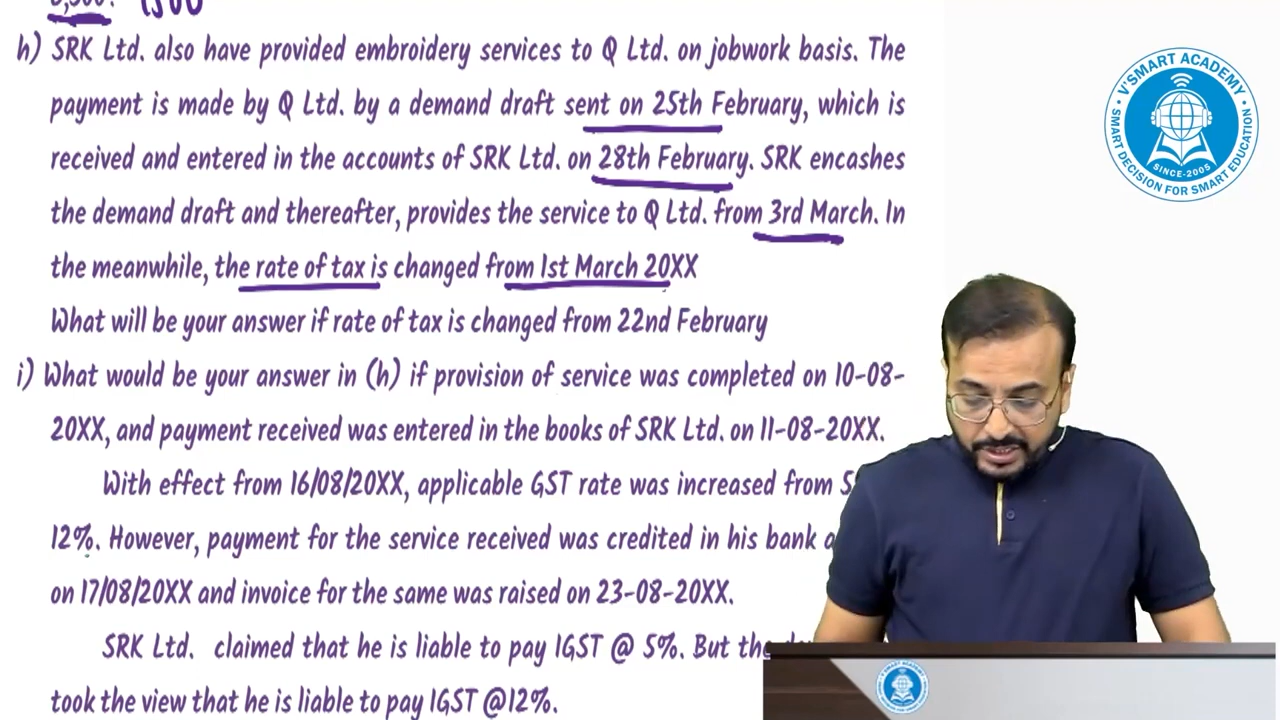 1500
h) SRK Ltd. also have provided embroidery services to Q Ltd. on jobwork basis. The
payment is made by Q Ltd. by a demand draft sent on 25th February, which is
received and entered in the accounts of SRK Ltd. on 28th February. SRK encashes
the demand draft and thereafter, provides the service to Q Ltd. from 3rd March. In
the meanwhile, the rate of tax is changed from 1st March 20XX
What will be your answer if rate of tax is changed from 22nd February
i) What would be your answer in (h) if provision of service was completed on 10-08-
20XX, and payment received was entered in the books of SRK Ltd. on 11-08-20XX.
With effect from 16/08/20XX, applicable GST rate was increased from
12%. However, payment for the service received was credited in his bank
on 17/08/20XX and invoice for the same was raised on 23-08-20XX.
SRK Ltd. claimed that he is liable to pay IGST @ 5%. But the
took the view that he is liable to pay IGST @12%.
V'SMART ACADEMY
SMART DECISION FOR SMART EDUCATION
SINCE-2005